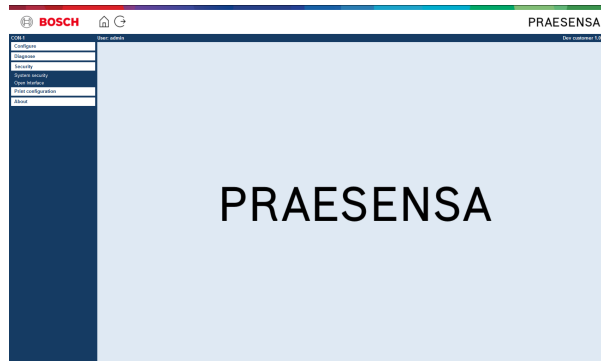 BOSCH
PRAESENSA
CON-1
User: admin
Dev customer 1.0
Configure
Diagnose
Security
System security
Open Interface
Print configuration
About
PRAESENSA